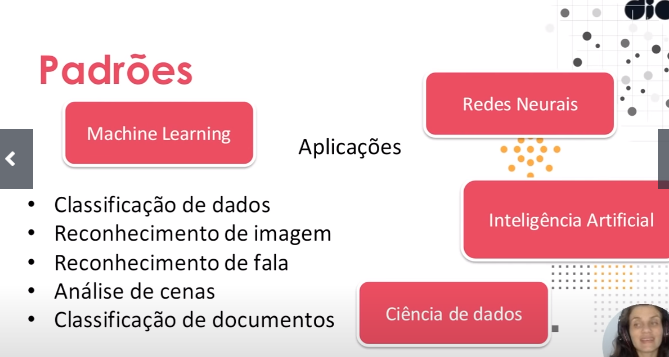 Padrões
Redes Neurais
Machine Learning
Aplicações
• Classificação de dados
• Reconhecimento de imagem
• Reconhecimento de fala
• Análise de cenas
• Classificação de documentos
Inteligência Artificial
Ciência de dados